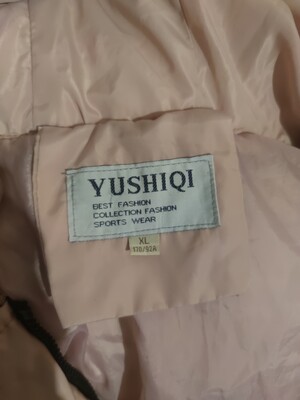 YUSHIQI
BEST FASHION
COLLECTION FASHION
SPORTS WEAR
XL